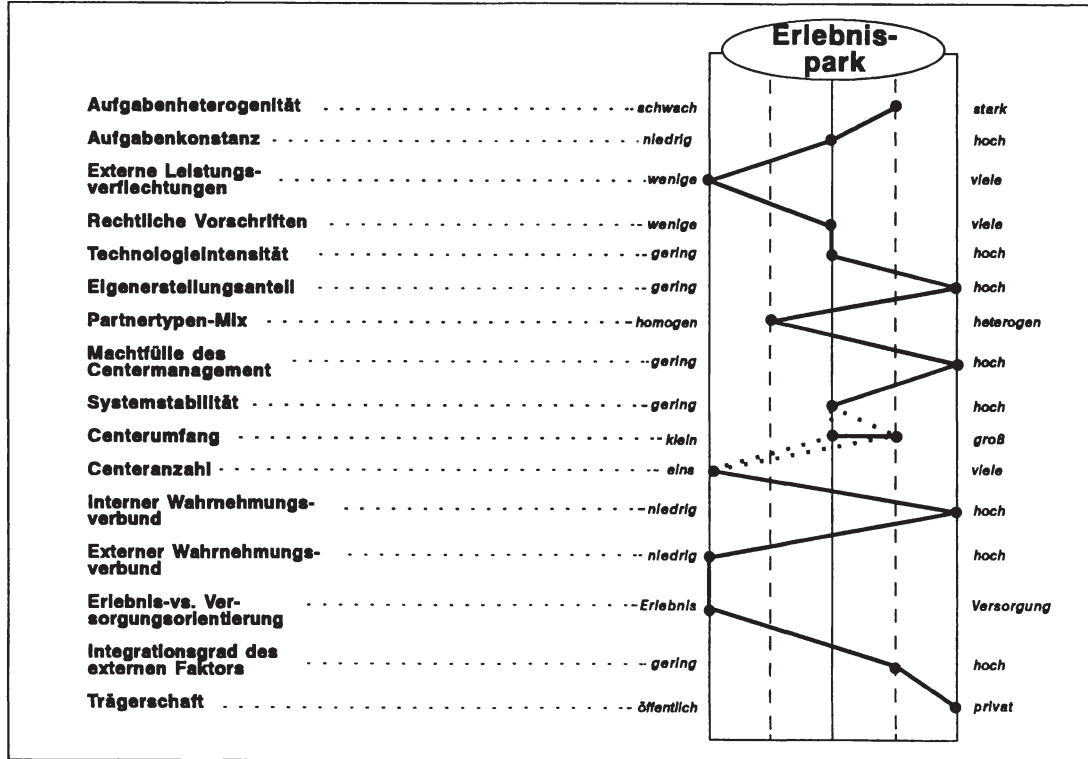 Erlebnis-
park
Aufgabenheterogenität schwach stark
Aufgabenkonstanz niedrig hoch
Externe Leistungs-
verflechtungen wenige viele
Rechtliche Vorschriften wenige viele
Technologieintensität gering hoch
Eigenerstellungsanteil gering hoch
Partnertypen-Mix homogen heterogen
Machtfülle des
Centermanagement gering hoch
Systemstabilität gering hoch
Centerumfang klein groß
Centeranzahl eins viele
Interner Wahrnehmungs-
verbund niedrig hoch
Externer Wahrnehmungs-
verbund niedrig hoch
Erlebnis-vs. Ver-
sorgungsorientierung Erlebnis Versorgung
Integrationsgrad des
externen Faktors gering hoch
Trägerschaft öffentlich privat